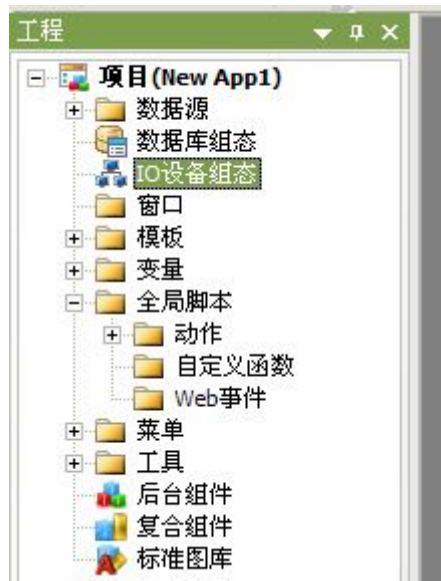 工程
项目(New App1)
数据源
数据库组态
IO设备组态
窗口
模板
变量
全局脚本
动作
自定义函数
Web事件
菜单
工具
后台组件
复合组件
标准图库